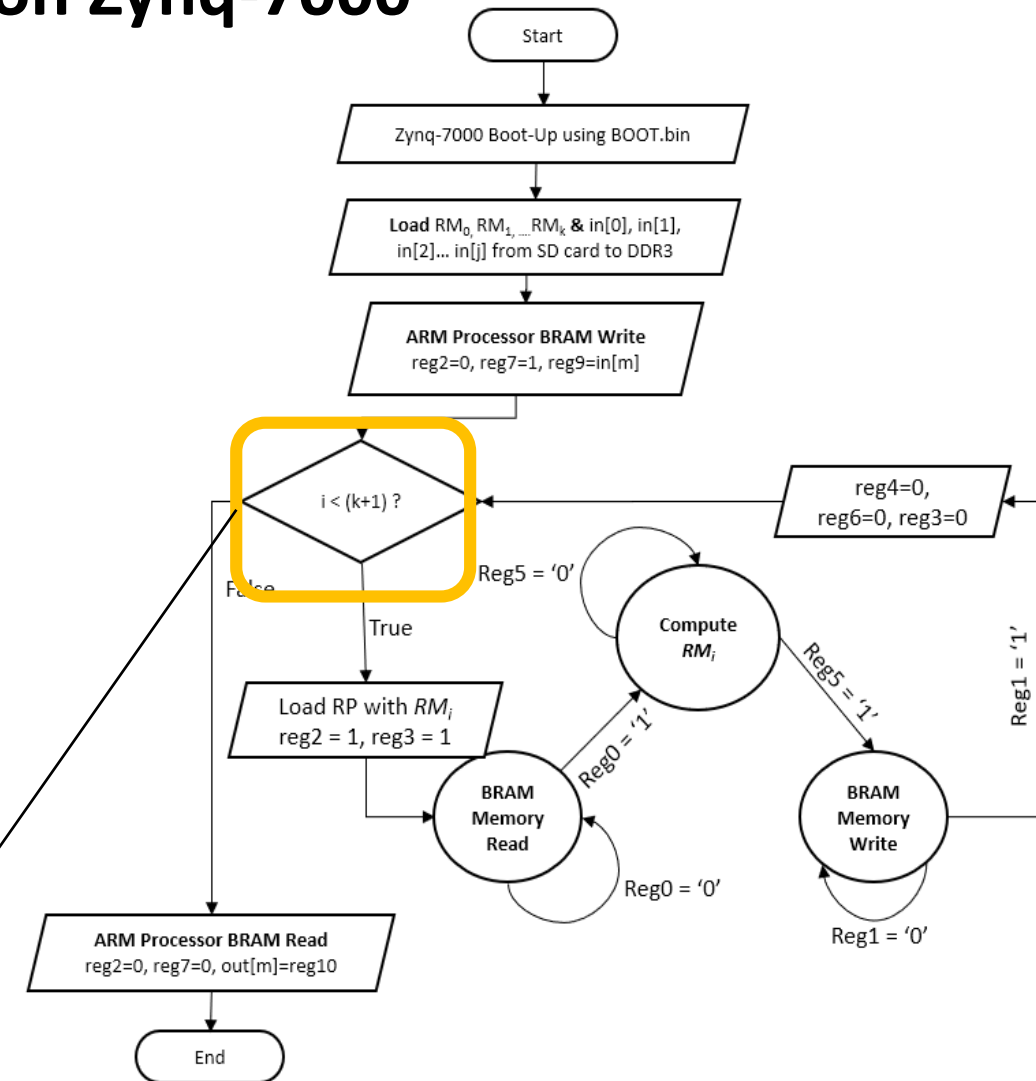 on Zynq-7000
Start
Zynq-7000 Boot-Up using BOOT.bin
Load RM0, RM1, ....RMk & in[0], in[1],
in[2]... in[j] from SD card to DDR3
ARM Processor BRAM Write
reg2=0, reg7=1, reg9=in[m]
i < (k+1) ?
reg4=0,
reg6=0, reg3=0
False
True
Reg5 = ‘0’
Compute
RMi
Reg5 = ‘1’
Reg1 = ‘1’
Load RP with RMi
reg2 = 1, reg3 = 1
Reg0 = ‘1’
BRAM
Memory
Read
Reg0 = ‘0’
BRAM
Memory
Write
Reg1 = ‘0’
ARM Processor BRAM Read
reg2=0, reg7=0, out[m]=reg10
End